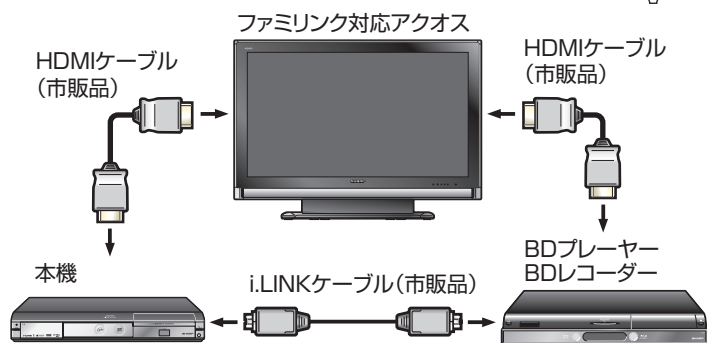 ファミリンク対応アクオス
HDMIケーブル
（市販品）
HDMIケーブル
（市販品）
本機
i.LINKケーブル（市販品）
BDプレーヤー
BDレコーダー